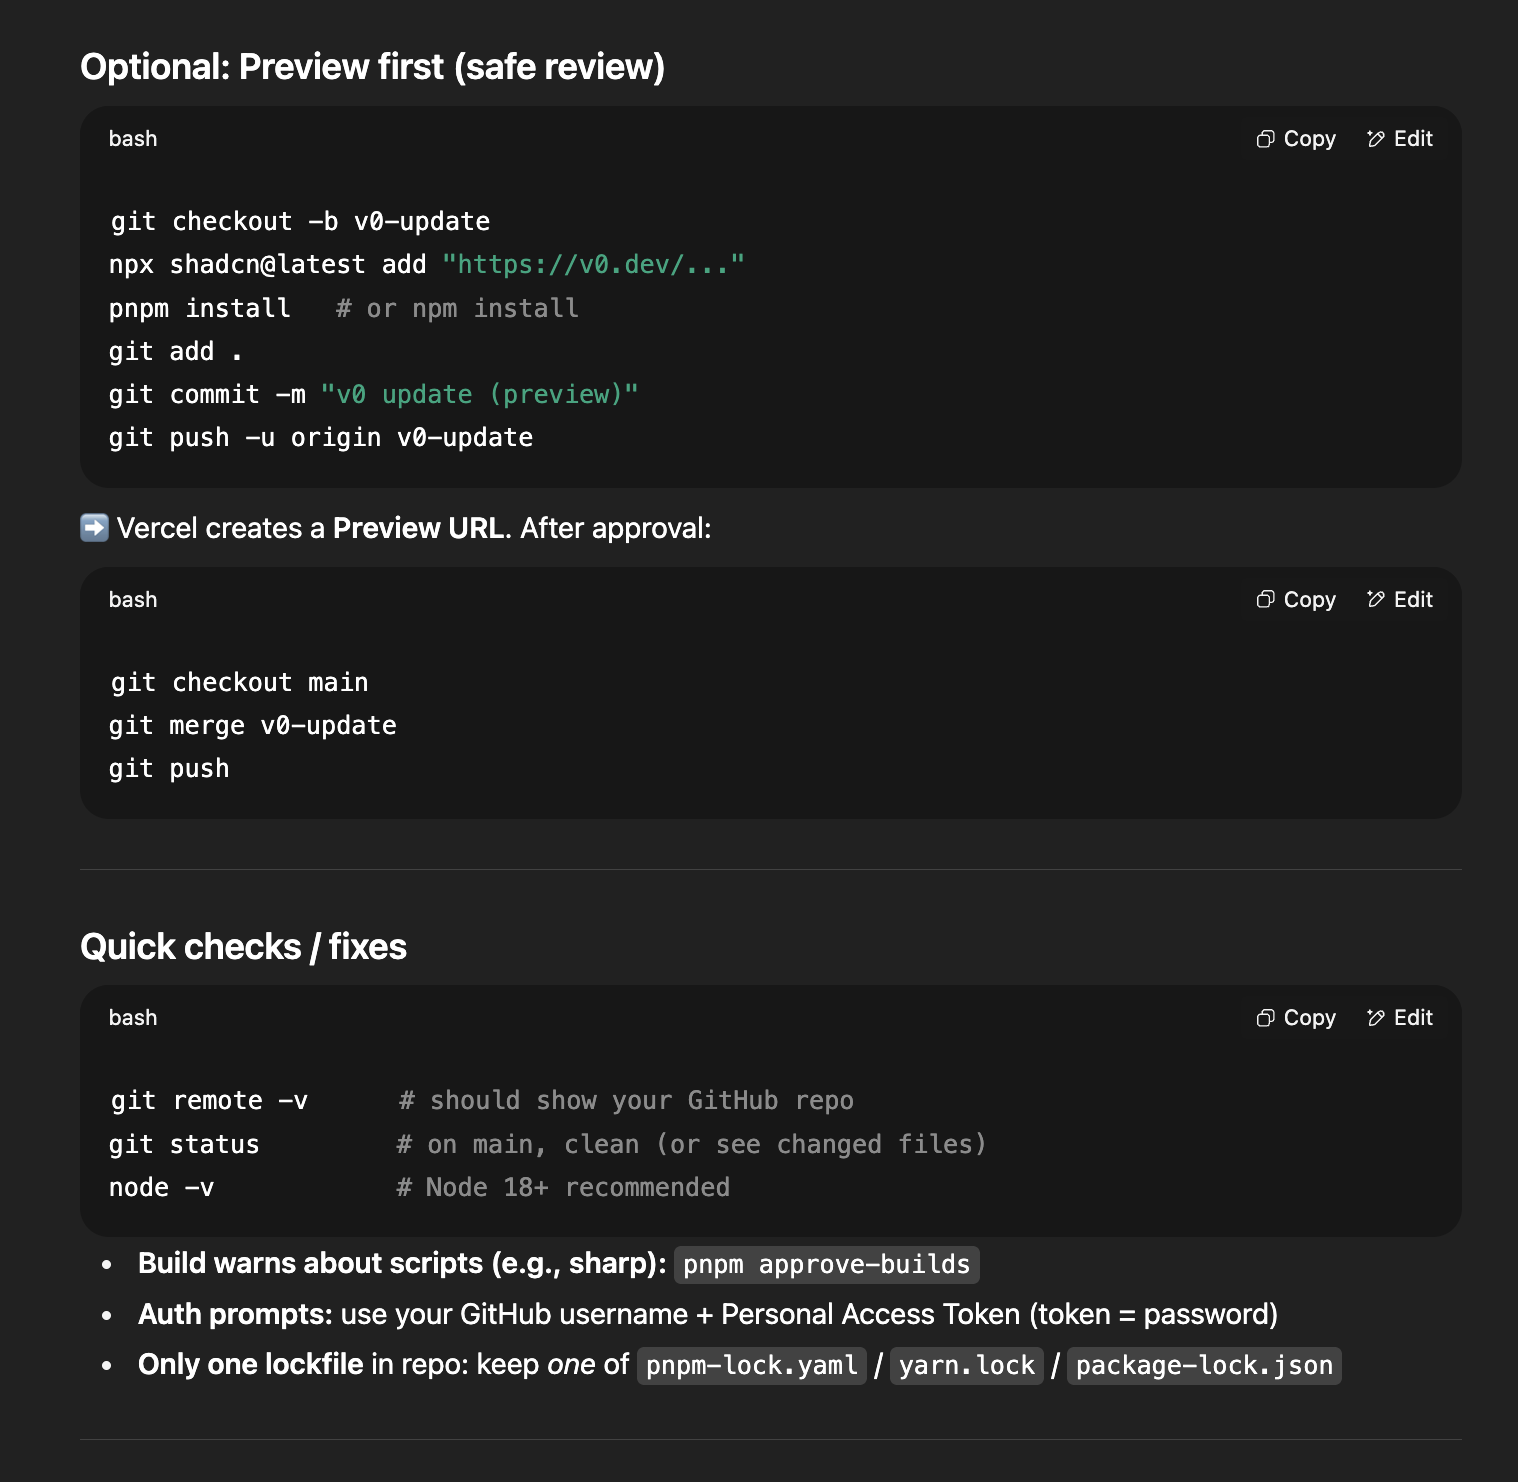 Optional: Preview first (safe review)
bash
Copy Edit
git checkout -b v0-update
npx shadcn@latest add "https://v0.dev/..."
pnpm install   # or npm install
git add .
git commit -m "v0 update (preview)"
git push -u origin v0-update
➡️ Vercel creates a Preview URL. After approval:
bash
Copy Edit
git checkout main
git merge v0-update
git push
Quick checks / fixes
bash
Copy Edit
git remote -v      # should show your GitHub repo
git status         # on main, clean (or see changed files)
node -v            # Node 18+ recommended
• Build warns about scripts (e.g., sharp): pnpm approve-builds
• Auth prompts: use your GitHub username + Personal Access Token (token = password)
• Only one lockfile in repo: keep one of pnpm-lock.yaml / yarn.lock / package-lock.json